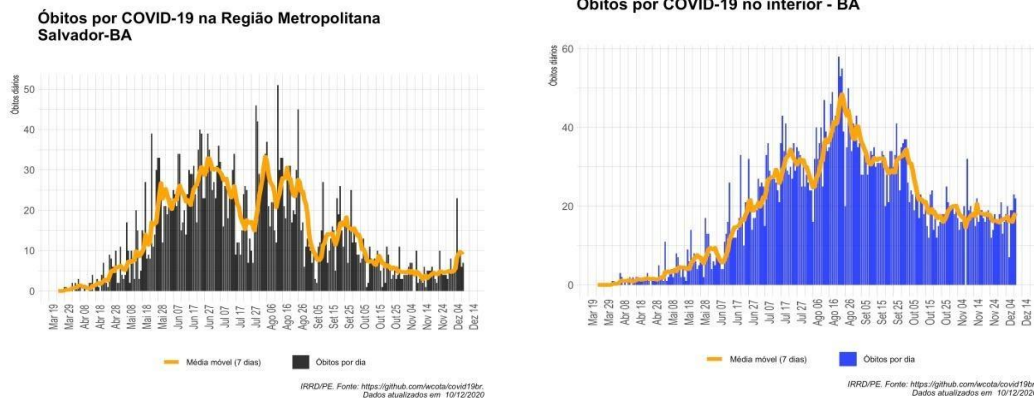 Óbitos por COVID-19 na Região Metropolitana
Salvador-BA
Óbitos diários
50
40
30
20
10
0
Mar 19
Mar 29
Abr 08
Abr 18
Abr 28
Mai 08
Mai 18
Mai 28
Jun 07
Jun 17
Jun 27
Jul 07
Jul 17
Jul 27
Ago 06
Ago 16
Ago 26
Set 05
Set 15
Set 25
Out 05
Out 15
Out 25
Nov 04
Nov 14
Nov 24
Dez 04
Dez 14
Média móvel (7 dias)
Óbitos por dia
IRRD/PE. Fonte: https://github.com/wcota/covid19br.
Dados atualizados em 10/12/2020
Óbitos por COVID-19 no interior - BA
Óbitos diários
60
40
20
0
Mar 19
Mar 29
Abr 08
Abr 18
Abr 28
Mai 08
Mai 18
Mai 28
Jun 07
Jun 17
Jun 27
Jul 07
Jul 17
Jul 27
Ago 06
Ago 16
Ago 26
Set 05
Set 15
Set 25
Out 05
Out 15
Out 25
Nov 04
Nov 14
Nov 24
Dez 04
Dez 14
Média móvel (7 dias)
Óbitos por dia
IRRD/PE. Fonte: https://github.com/wcota/covid19br.
Dados atualizados em 10/12/2020